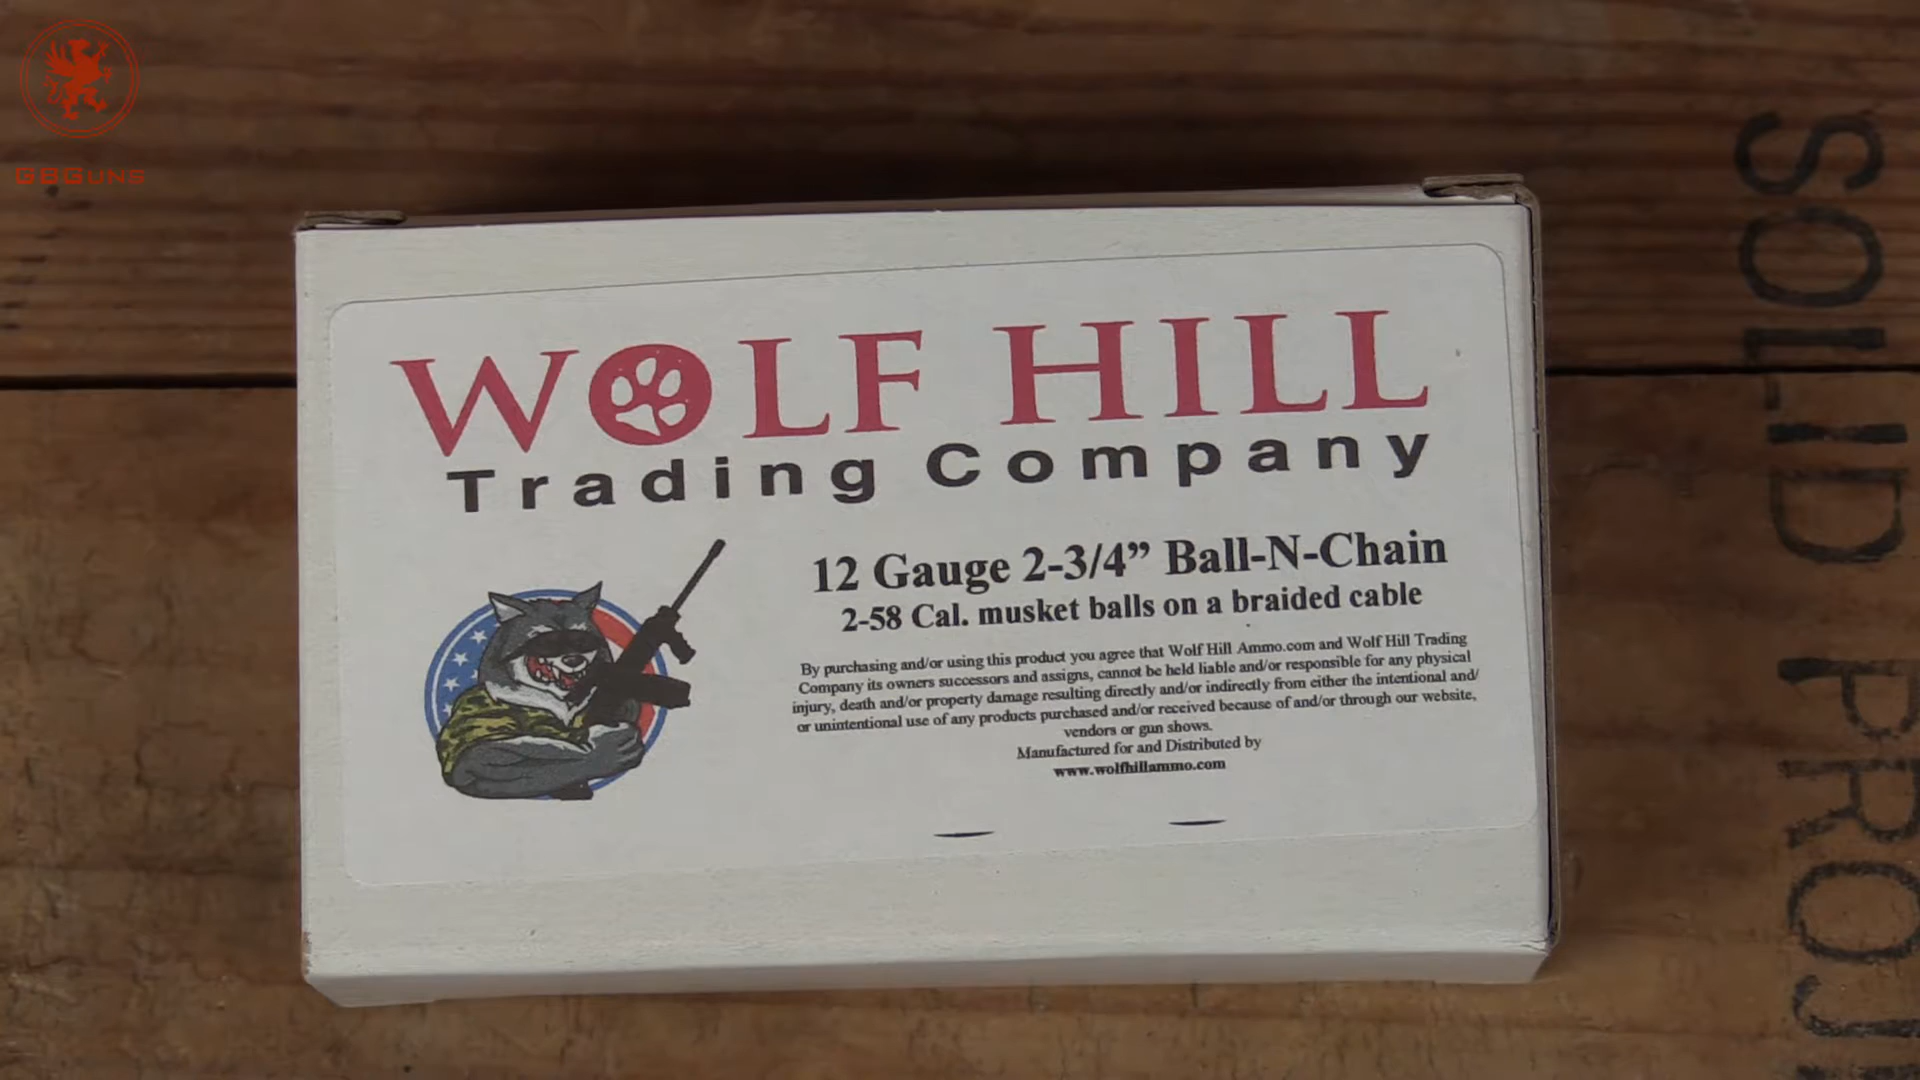 GBGuns
WOLF HILL
Trading Company
12 Gauge 2-3/4” Ball-N-Chain
2-58 Cal. musket balls on a braided cable
By purchasing and/or using this product you agree that Wolf Hill Ammo.com and Wolf Hill Trading
Company its owners successors and assigns, cannot be held liable and/or responsible for any physical
injury, death and/or property damage resulting directly and/or indirectly from either the intentional and/
or unintentional use of any products purchased and/or received because of and/or through our website,
vendors or gun shows.
Manufactured for and Distributed by
www.wolfhillammo.com
SOLID PROJ